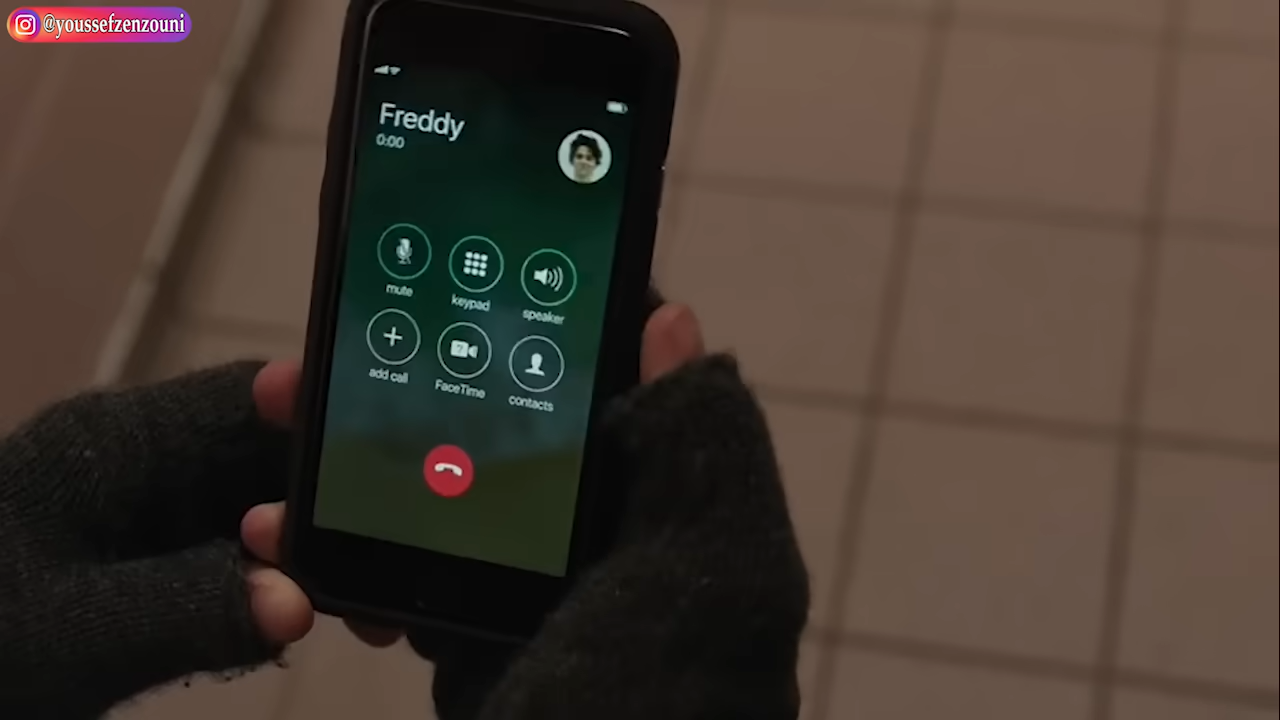 @youssefzenzouni
Freddy
0:00
mute
keypad
speaker
add call
FaceTime
contacts